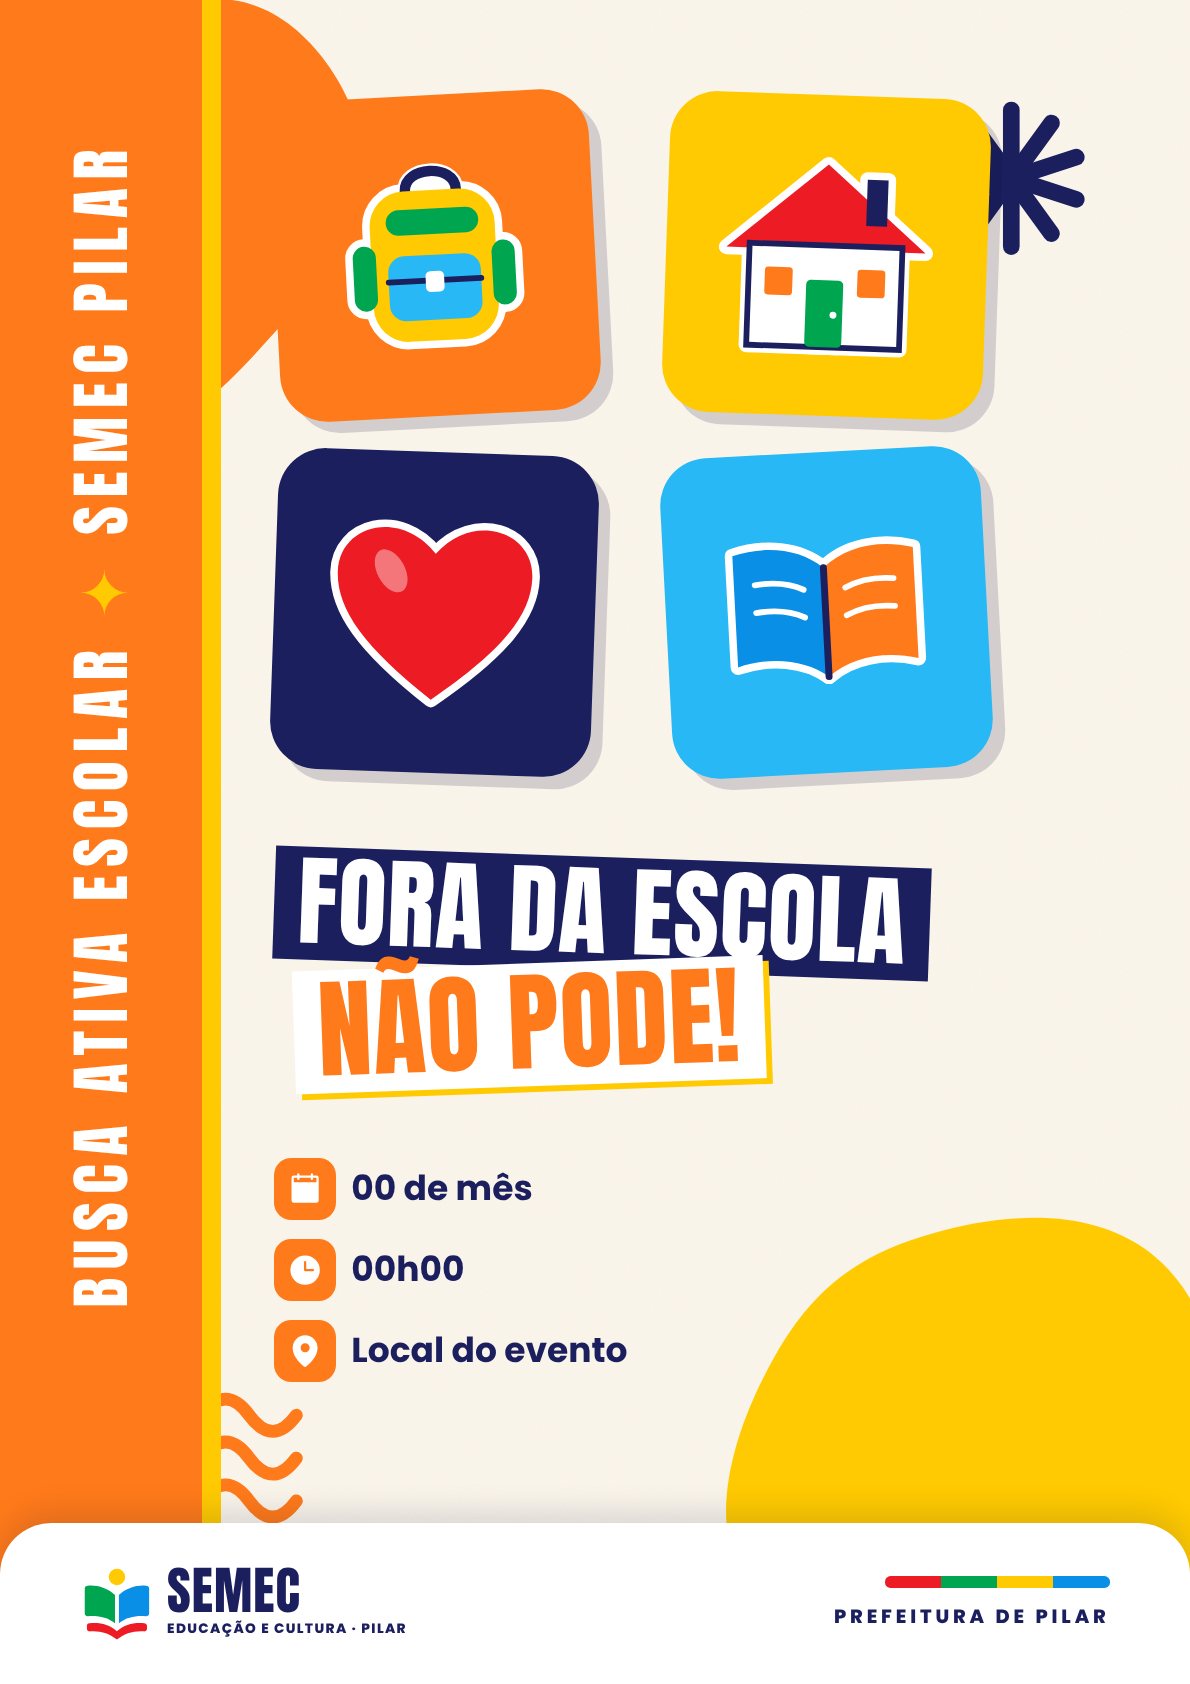 BUSCA ATIVA ESCOLAR ✦ SEMEC PILAR
FORA DA ESCOLA
NÃO PODE!
00 de mês
00h00
Local do evento
SEMEC
EDUCAÇÃO E CULTURA · PILAR
PREFEITURA DE PILAR